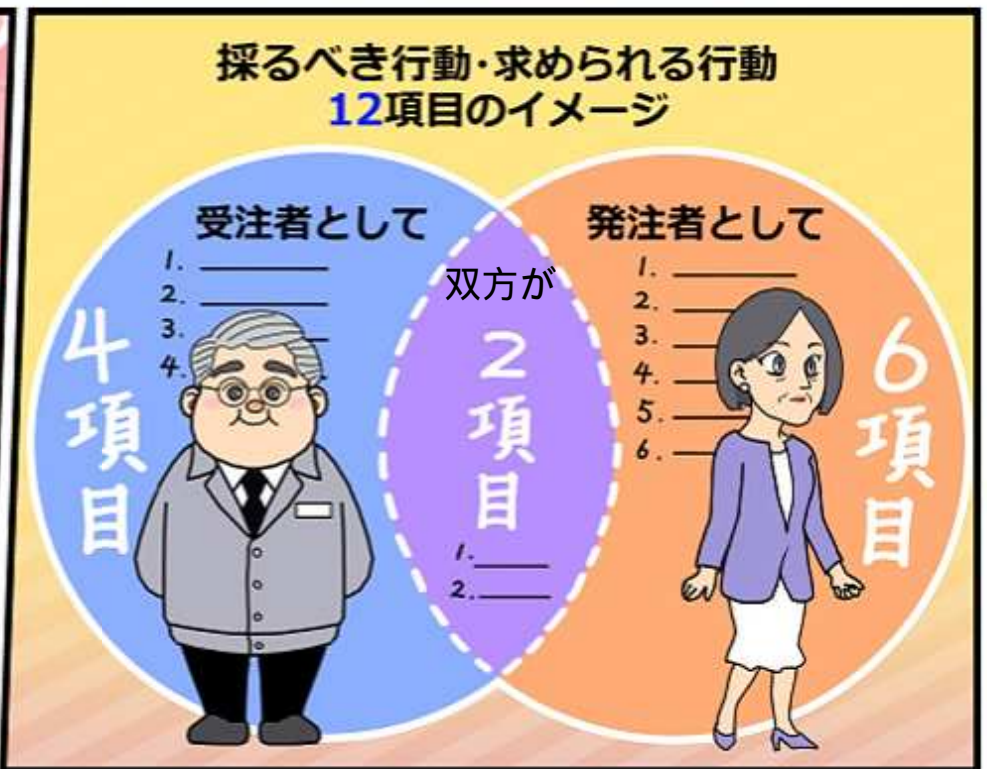 採るべき行動・求められる行動
12項目のイメージ
受注者として
1.
2.
3.
4.
4項目
双方が
2項目
1.
2.
発注者として
1.
2.
3.
4.
5.
6.
6項目